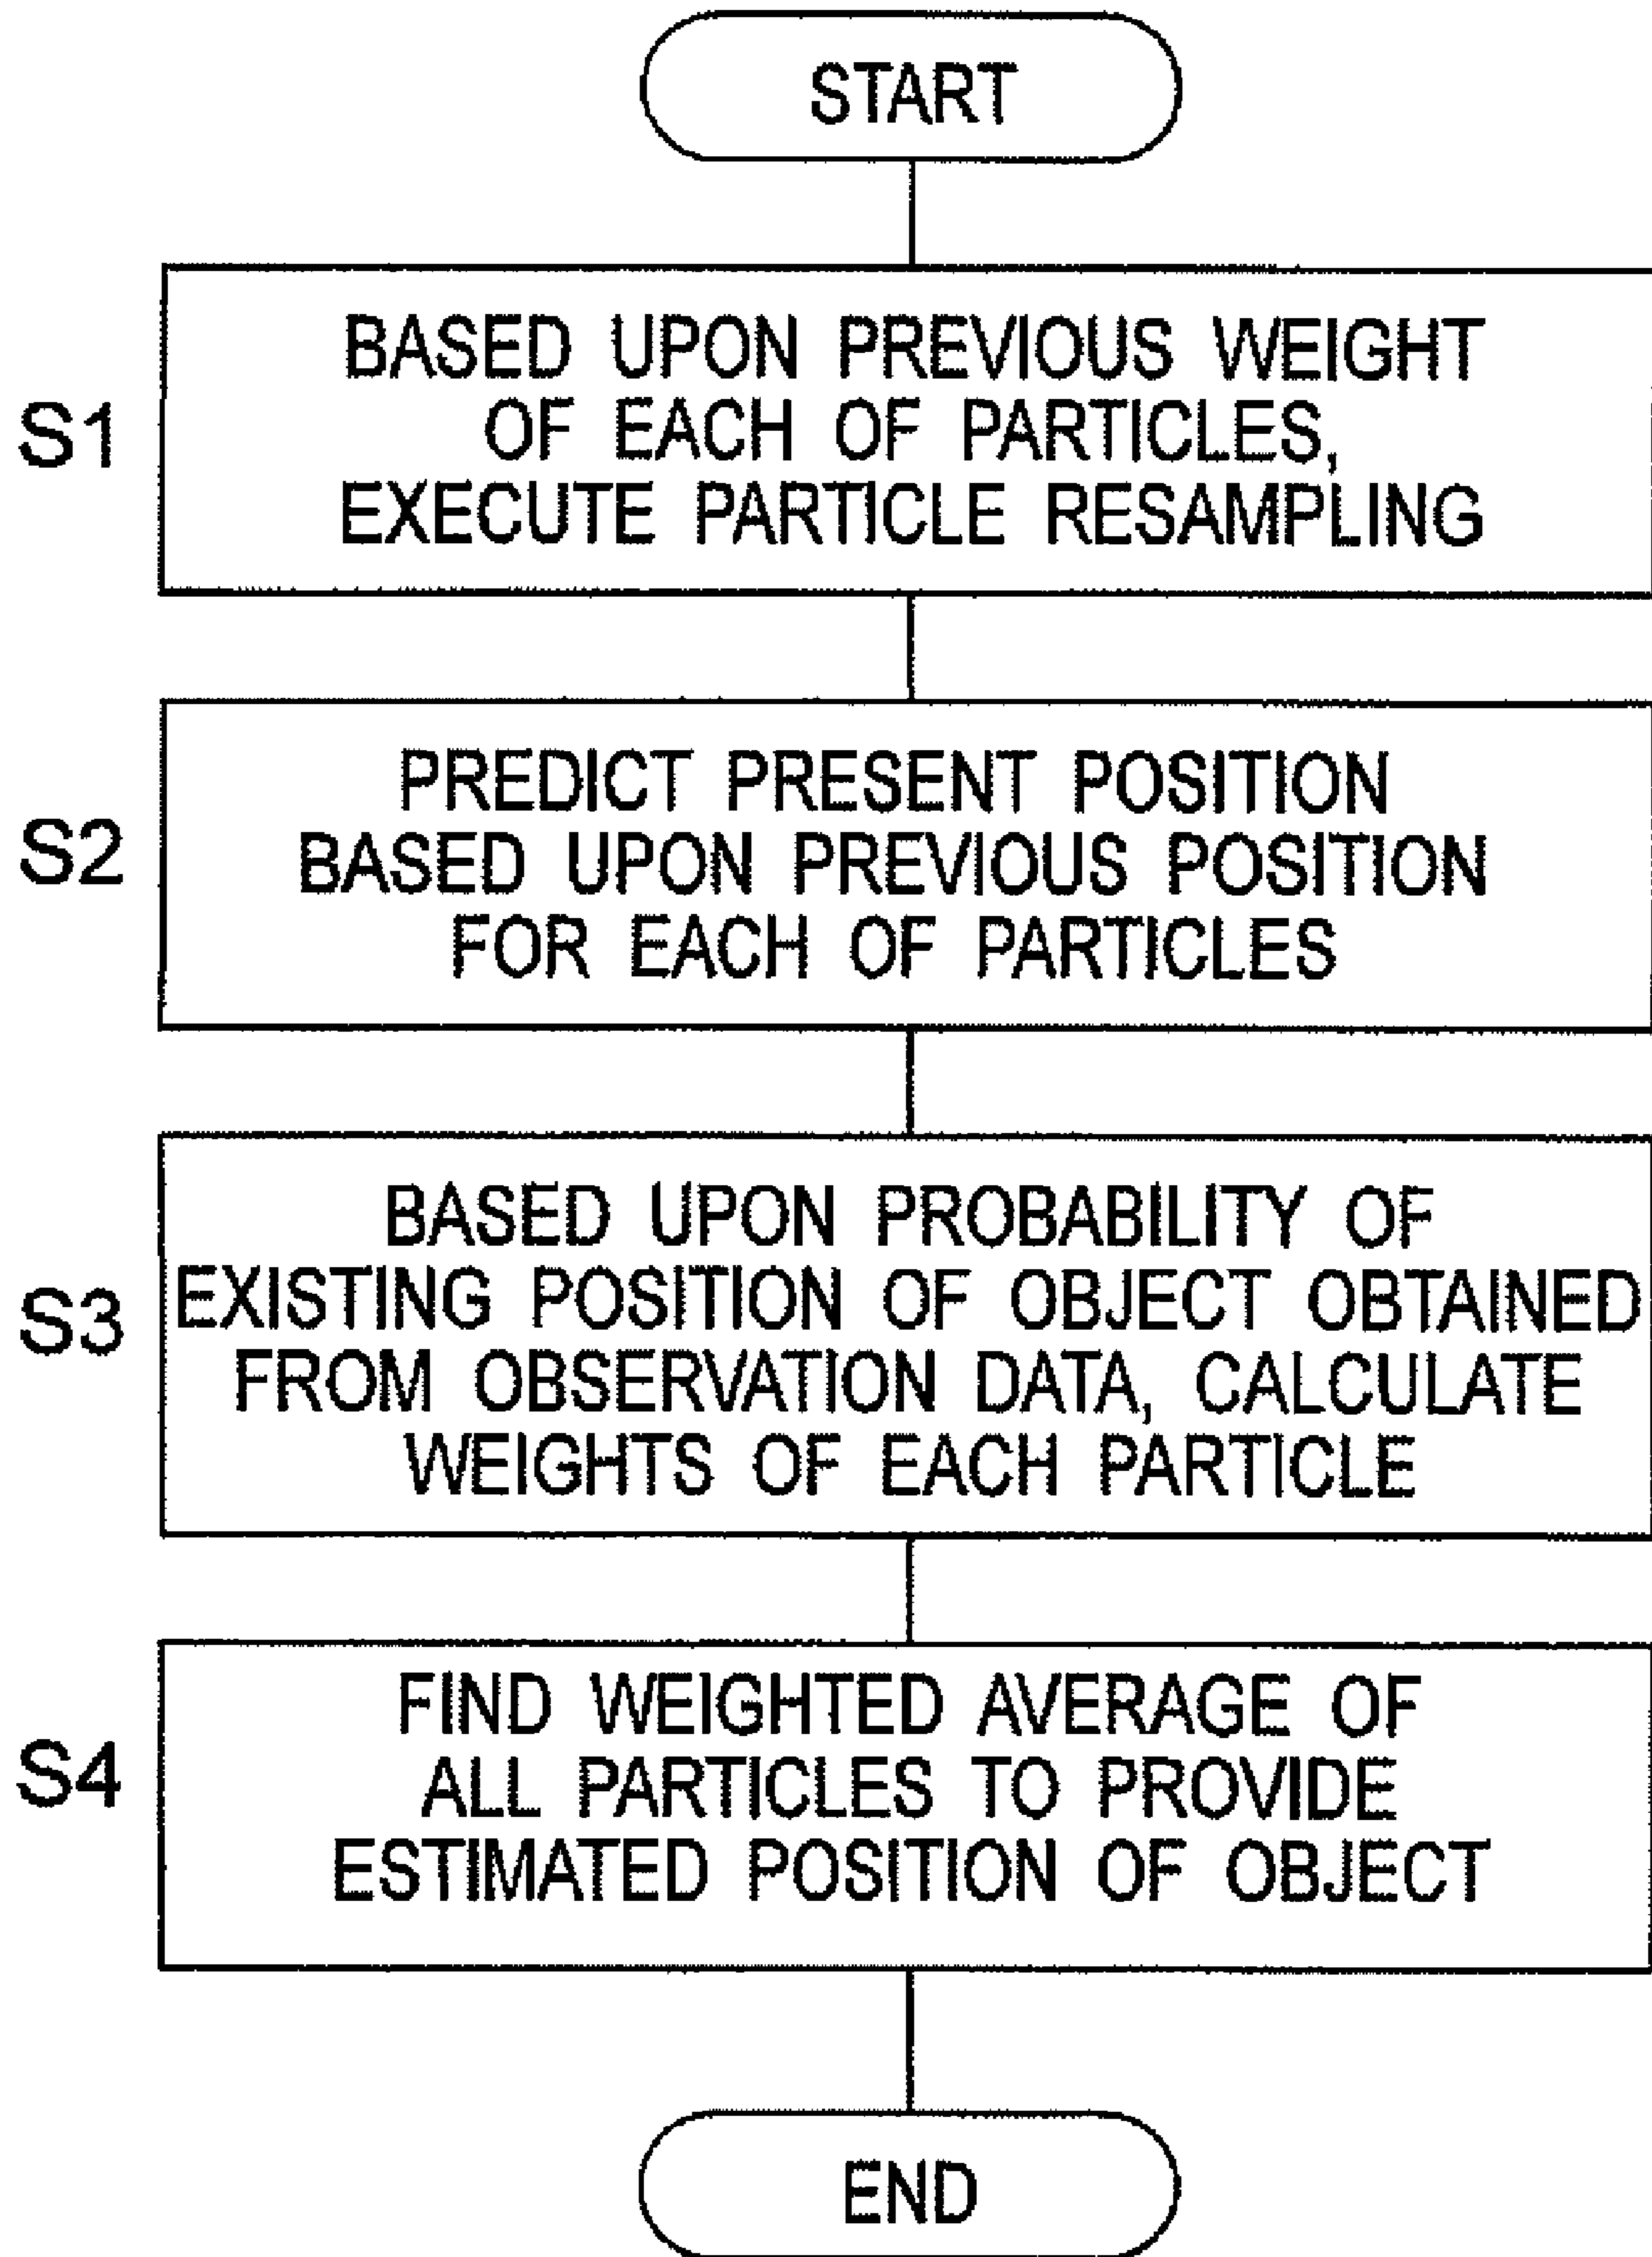 START
S1
BASED UPON PREVIOUS WEIGHT
OF EACH OF PARTICLES,
EXECUTE PARTICLE RESAMPLING
S2
PREDICT PRESENT POSITION
BASED UPON PREVIOUS POSITION
FOR EACH OF PARTICLES
S3
BASED UPON PROBABILITY OF
EXISTING POSITION OF OBJECT OBTAINED
FROM OBSERVATION DATA, CALCULATE
WEIGHTS OF EACH PARTICLE
S4
FIND WEIGHTED AVERAGE OF
ALL PARTICLES TO PROVIDE
ESTIMATED POSITION OF OBJECT
END